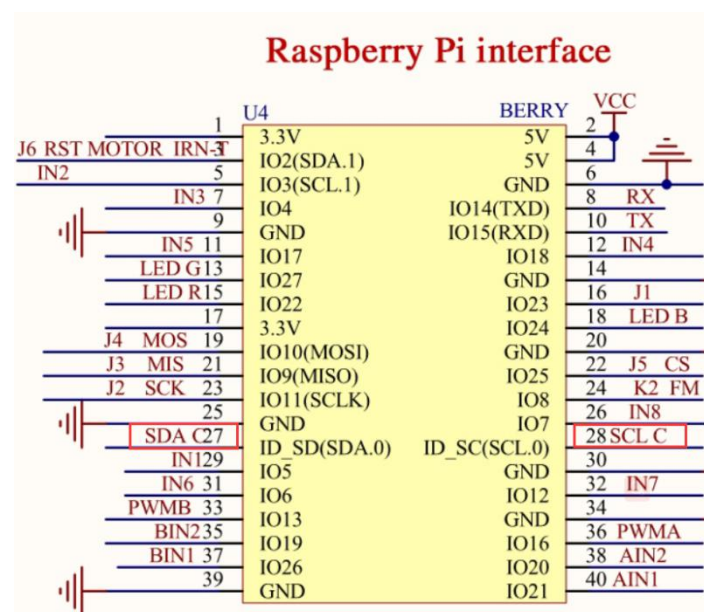 Raspberry Pi interface
U4 BERRY VCC
1 3.3V 5V 2
J6 RST MOTOR IRN-T 3 IO2(SDA.1) 5V 4
IN2 5 IO3(SCL.1) GND 6
IN3 7 IO4 IO14(TXD) 8 RX
9 GND IO15(RXD) 10 TX
IN5 11 IO17 IO18 12 IN4
LED G 13 IO27 GND 14
LED R 15 IO22 IO23 16 J1
17 3.3V IO24 18 LED B
J4 MOS 19 IO10(MOSI) GND 20
J3 MIS 21 IO9(MISO) IO25 22 J5 CS
J2 SCK 23 IO11(SCLK) IO8 24 K2 FM
25 GND IO7 26 IN8
SDA C 27 ID_SD(SDA.0) ID_SC(SCL.0) 28 SCL C
IN1 29 IO5 GND 30
IN6 31 IO6 IO12 32 IN7
PWMB 33 IO13 GND 34
BIN2 35 IO19 IO16 36 PWMA
BIN1 37 IO26 IO20 38 AIN2
39 GND IO21 40 AIN1